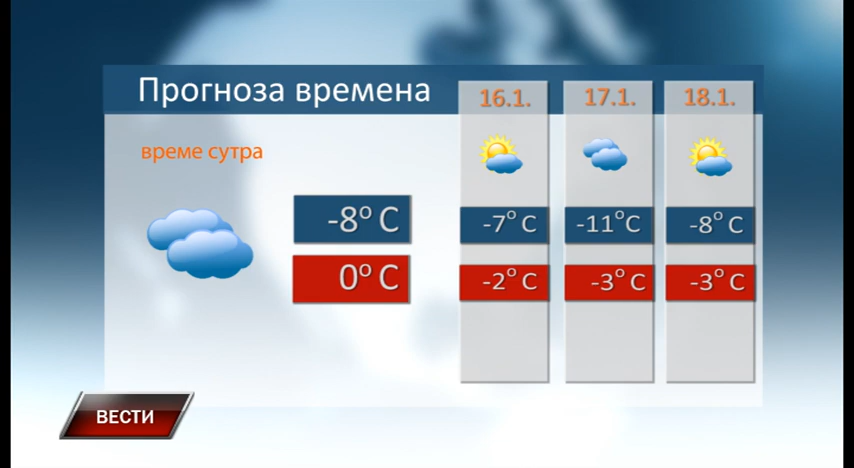 Прогноза времена
време сутра
-8° C
0° C
16.1.
17.1.
18.1.
-7° C
-11°C
-8° C
-2° C
-3° C
-3° C
ВЕСТИ